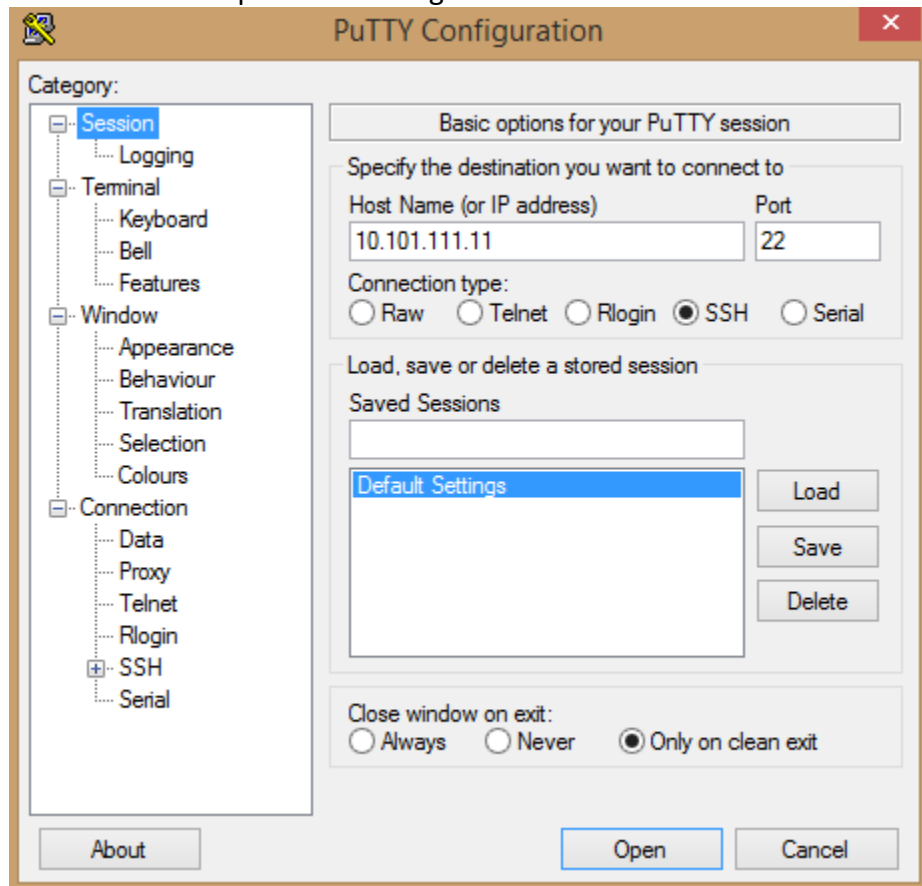 PuTTY Configuration
Category:
Session
Logging
Terminal
Keyboard
Bell
Features
Window
Appearance
Behaviour
Translation
Selection
Colours
Connection
Data
Proxy
Telnet
Rlogin
SSH
Serial
Basic options for your PuTTY session
Specify the destination you want to connect to
Host Name (or IP address) Port
10.101.111.11 22
Connection type:
Raw Telnet Rlogin SSH Serial
Load, save or delete a stored session
Saved Sessions
Default Settings
Load
Save
Delete
Close window on exit:
Always Never Only on clean exit
About Open Cancel